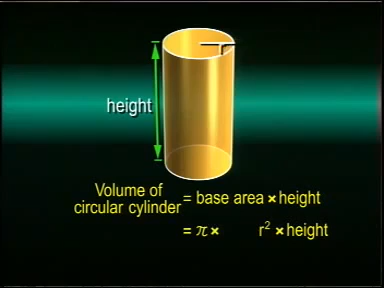 r
height
Volume of
circular cylinder = base area × height
= π × r² × height